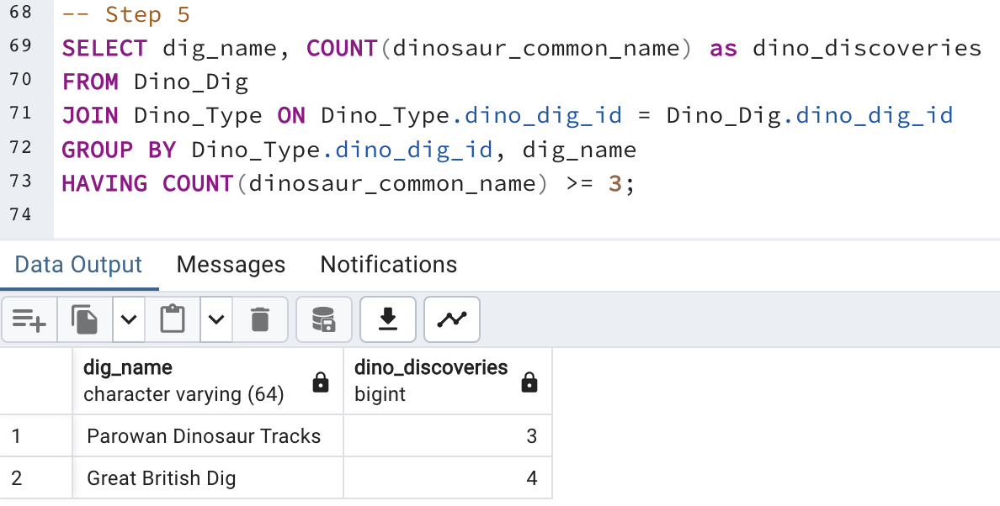 68 -- Step 5
69 SELECT dig_name, COUNT(dinosaur_common_name) as dino_discoveries
70 FROM Dino_Dig
71 JOIN Dino_Type ON Dino_Type.dino_dig_id = Dino_Dig.dino_dig_id
72 GROUP BY Dino_Type.dino_dig_id, dig_name
73 HAVING COUNT(dinosaur_common_name) >= 3;
74
Data Output Messages Notifications
dig_name dino_discoveries
character varying (64) bigint
1 Parowan Dinosaur Tracks 3
2 Great British Dig 4